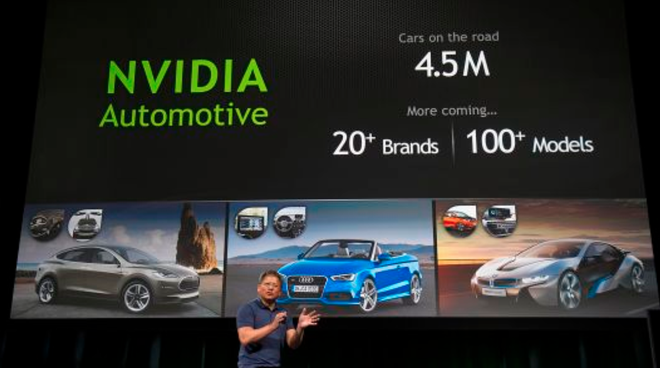 NVIDIA
Automotive
Cars on the road
4.5M
More coming...
20+ Brands
100+ Models